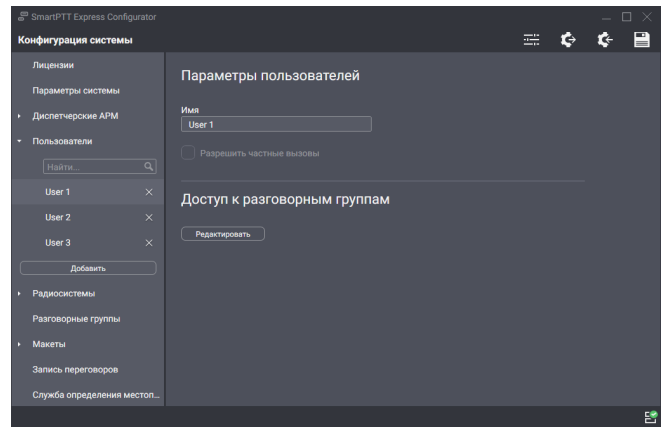 SmartPTT Express Configurator
Конфигурация системы
Лицензии
Параметры системы
Диспетчерские АРМ
Пользователи
Найти...
User 1
User 2
User 3
Добавить
Радиосистемы
Разговорные группы
Макеты
Запись переговоров
Служба определения местоп...
Параметры пользователей
Имя
User 1
Разрешить частные вызовы
Доступ к разговорным группам
Редактировать